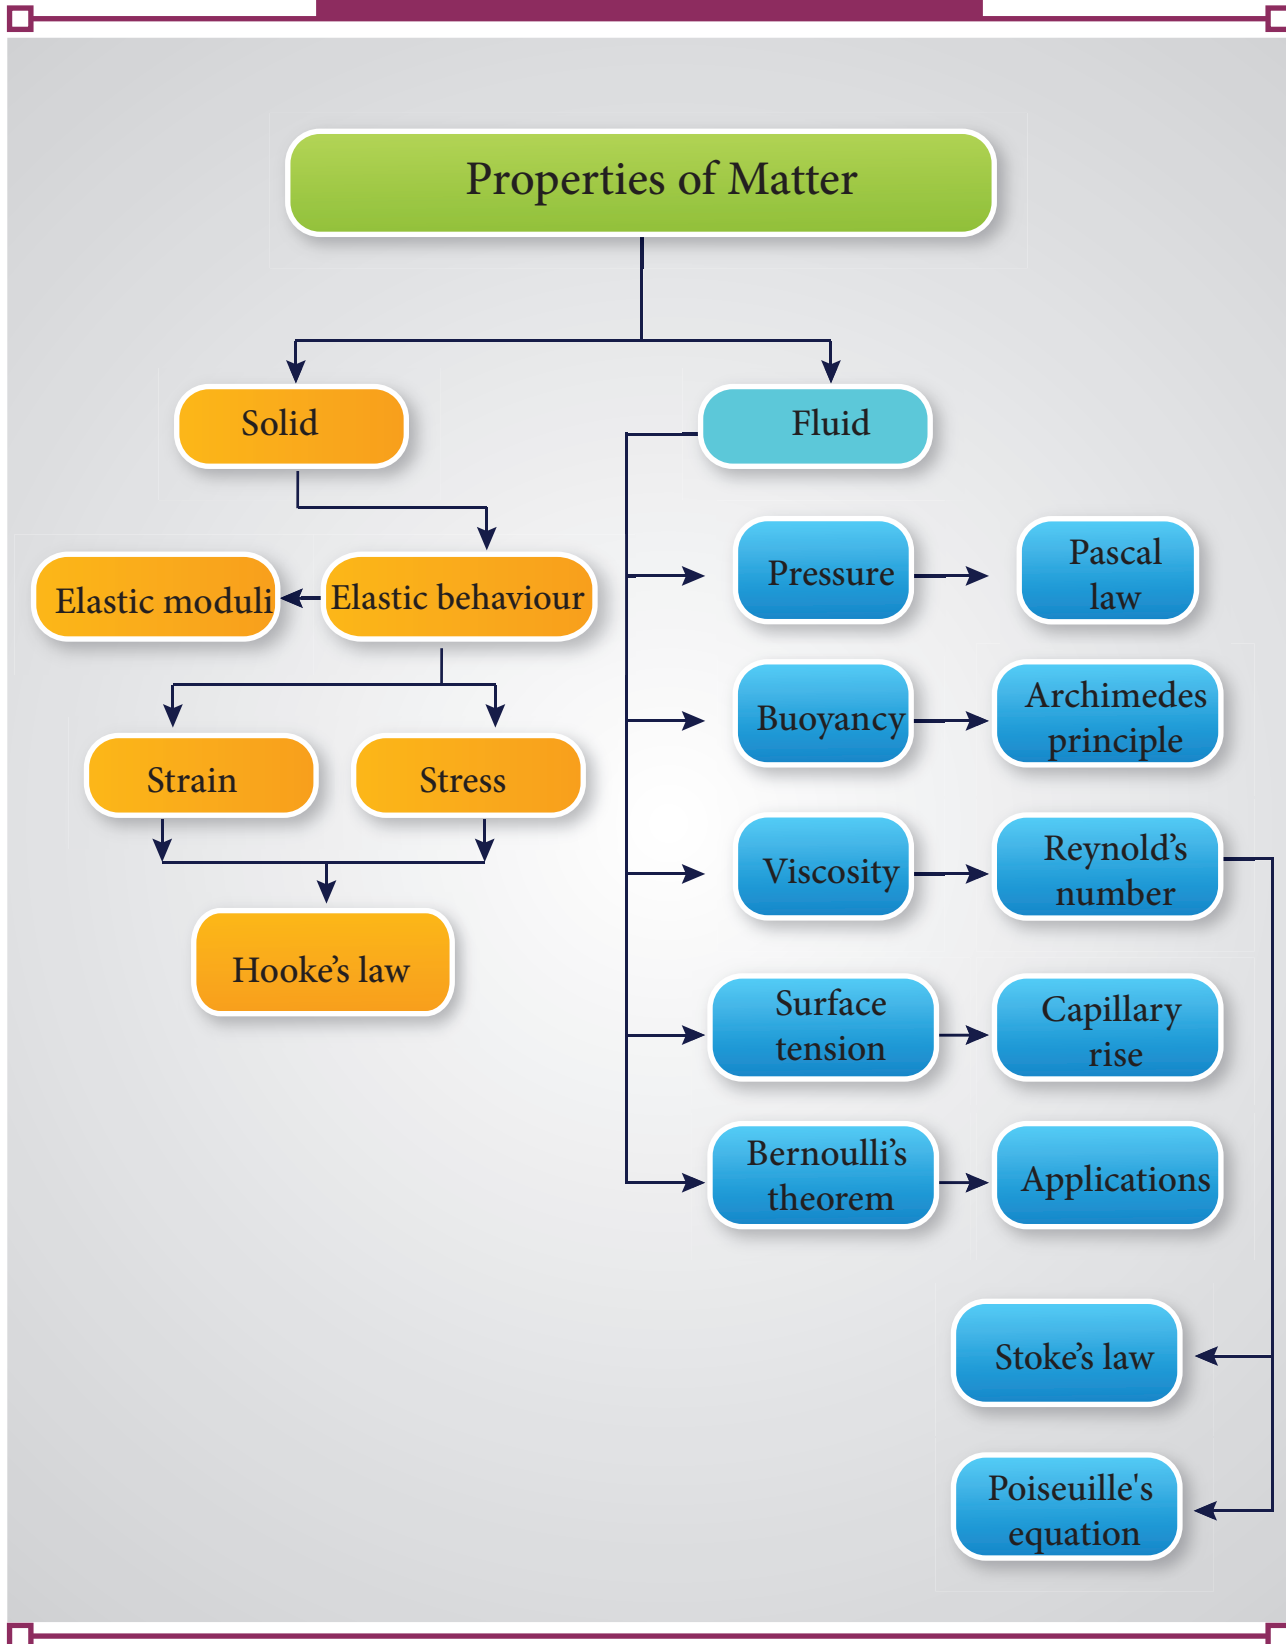 Properties of Matter
Solid
Fluid
Elastic moduli
Elastic behaviour
Strain
Stress
Hooke’s law
Pressure
Pascal
law
Buoyancy
Archimedes
principle
Viscosity
Reynold’s
number
Surface
tension
Capillary
rise
Bernoulli’s
theorem
Applications
Stoke’s law
Poiseuille's
equation